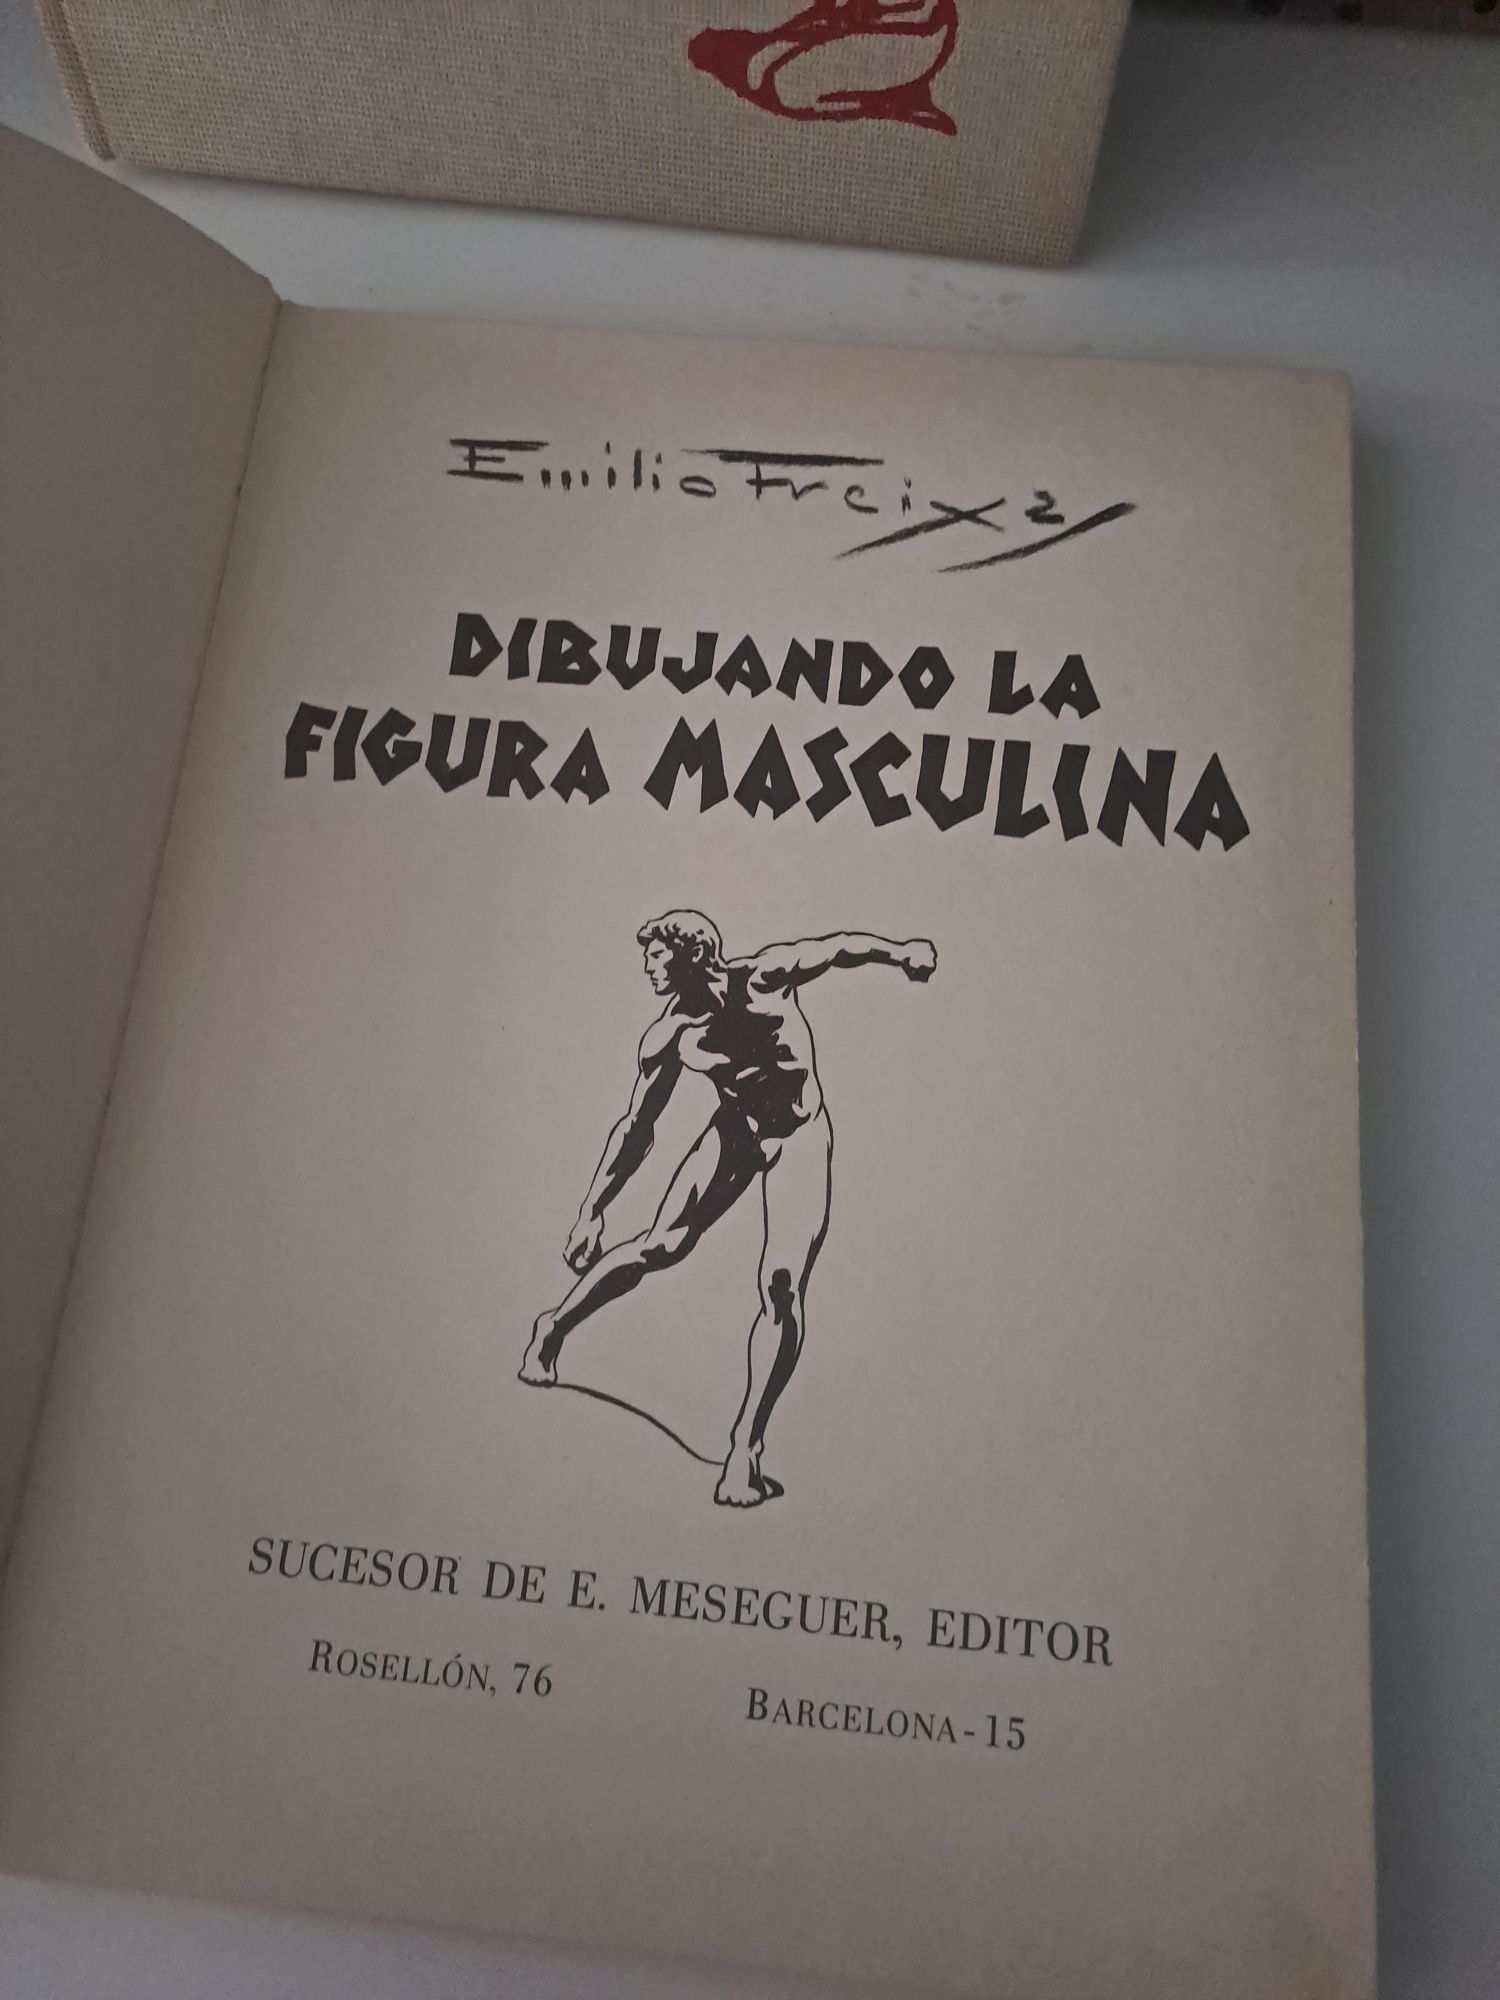 Emilio Freixas
DIBUJANDO LA
FIGURA MASCULINA
SUCESOR DE E. MESEGUER, EDITOR
ROSELLÓN, 76
BARCELONA-15